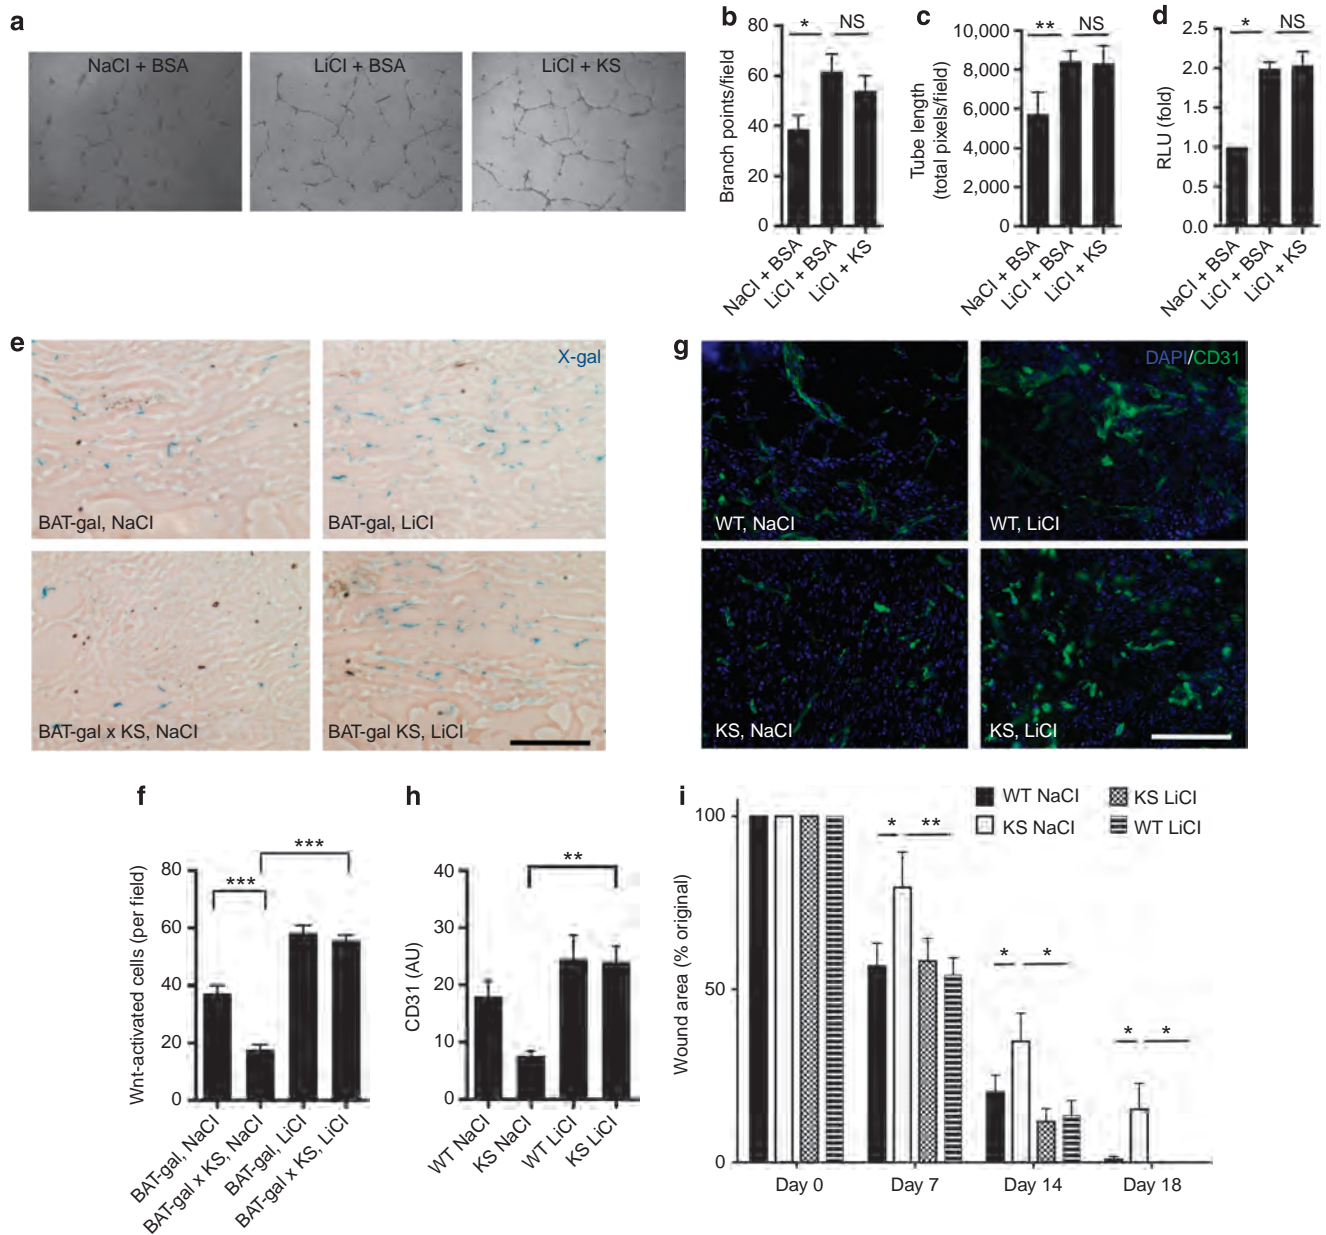 a
NaCl + BSA
LiCl + BSA
LiCl + KS
b
80
60
40
20
0
Branch points/field
*
NS
NaCl + BSA
LiCl + BSA
LiCl + KS
c
10,000
8,000
6,000
4,000
2,000
0
Tube length
(total pixels/field)
**
NS
NaCl + BSA
LiCl + BSA
LiCl + KS
d
2.5
2.0
1.5
1.0
0.5
0.0
RLU (fold)
*
NS
NaCl + BSA
LiCl + BSA
LiCl + KS
e
X-gal
BAT-gal, NaCl
BAT-gal, LiCl
BAT-gal x KS, NaCl
BAT-gal KS, LiCl
g
DAPI/CD31
WT, NaCl
WT, LiCl
KS, NaCl
KS, LiCl
f
80
60
40
20
0
Wnt-activated cells (per field)
***
***
BAT-gal, NaCl
BAT-gal x KS, NaCl
BAT-gal, LiCl
BAT-gal x KS, LiCl
h
40
30
20
10
0
CD31 (AU)
**
WT NaCl
KS NaCl
WT LiCl
KS LiCl
i
WT NaCl
KS NaCl
KS LiCl
WT LiCl
100
50
0
Wound area (% original)
* **
* *
* *
Day 0
Day 7
Day 14
Day 18